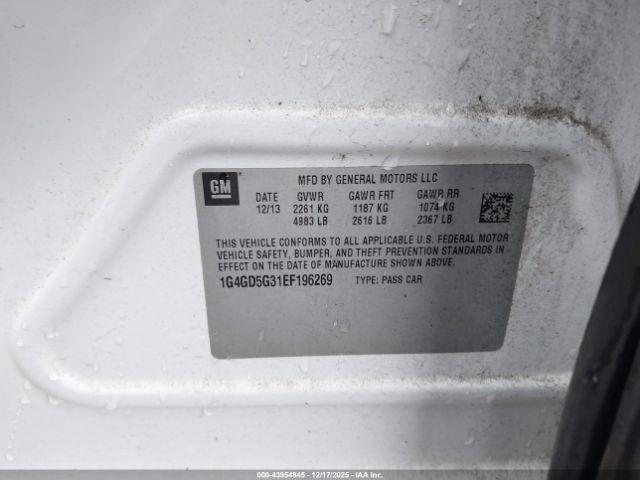 GM
MFD BY GENERAL MOTORS LLC
DATE GVWR GAWR FRT GAWR RR
12/13 2261 KG 1187 KG 1074 KG
4983 LB 2616 LB 2367 LB
THIS VEHICLE CONFORMS TO ALL APPLICABLE U.S. FEDERAL MOTOR
VEHICLE SAFETY, BUMPER, AND THEFT PREVENTION STANDARDS IN
EFFECT ON THE DATE OF MANUFACTURE SHOWN ABOVE.
1G4GD5G31EF196269 TYPE: PASS CAR
000-43954845 - 12/17/2025 - IAAI.COM